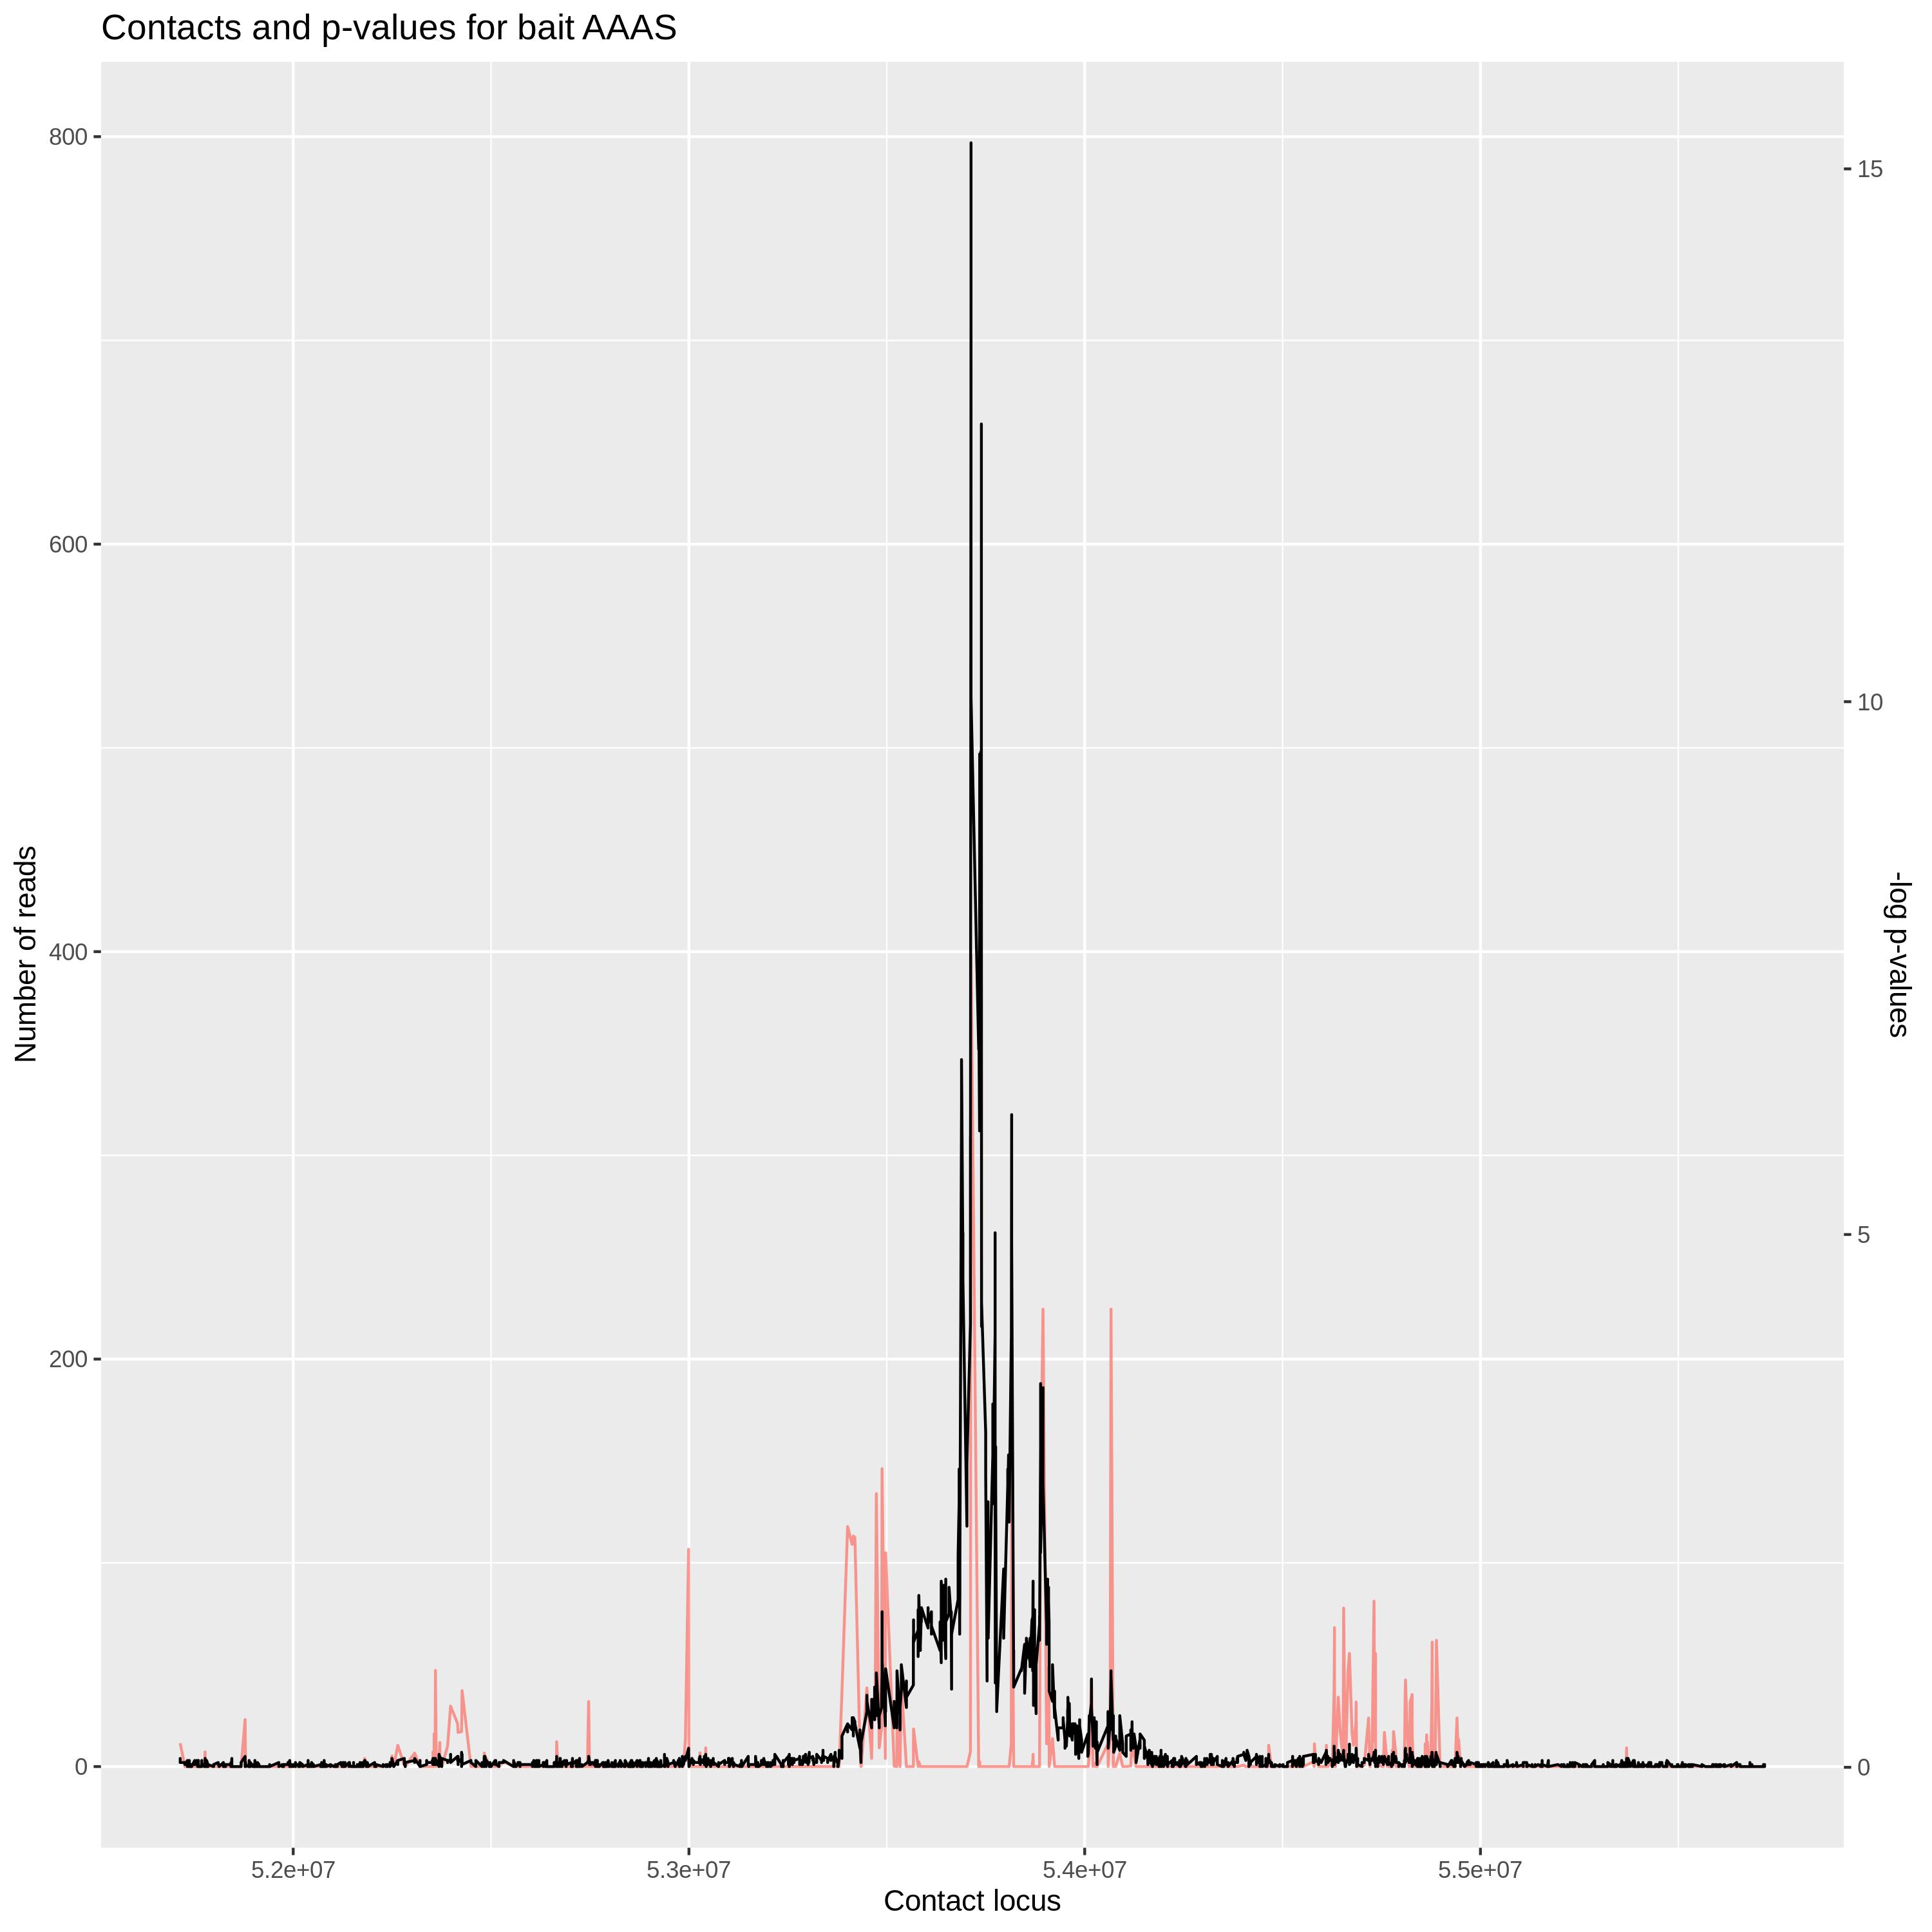 Contacts and p-values for bait AAAS
800
600
400
200
0
Number of reads
15
10
5
0
-log p-values
5.2e+07
5.3e+07
5.4e+07
5.5e+07
Contact locus